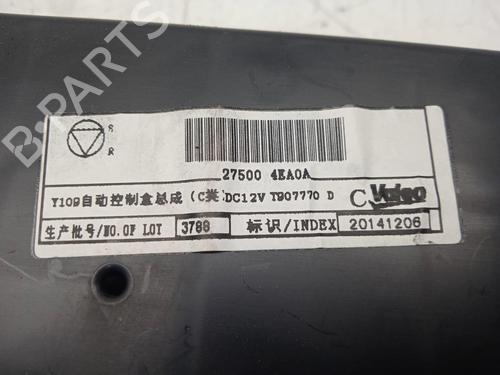 S
R
27500 4EA0A
Y109自动控制盒总成 (C类 DC12V T907770 D C Valeo
生产批号/NO.OF LOT 3788 标识/INDEX 20141206
B-PARTS